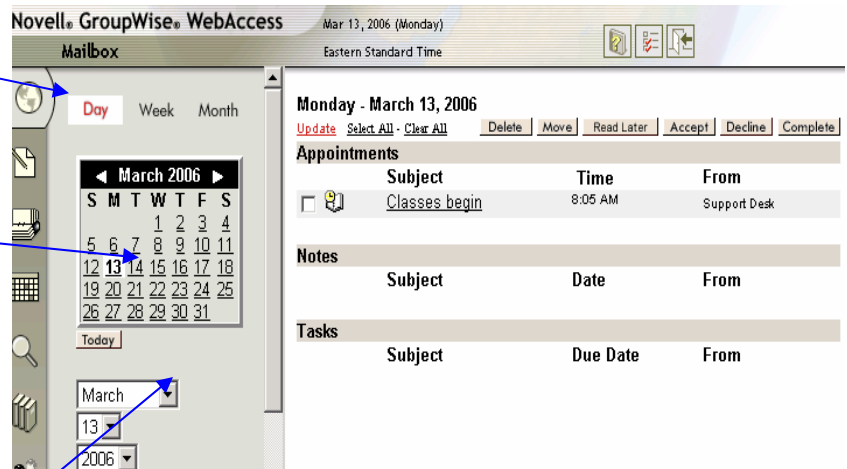 Novell® GroupWise® WebAccess
Mar 13, 2006 (Monday)
Mailbox
Eastern Standard Time
Day Week Month
March 2006
S M T W T F S
1 2 3 4
5 6 7 8 9 10 11
12 13 14 15 16 17 18
19 20 21 22 23 24 25
26 27 28 29 30 31
Today
March
13
2006
Monday - March 13, 2006
Update Select All - Clear All Delete Move Read Later Accept Decline Complete
Appointments
Subject Time From
Classes begin 8:05 AM Support Desk
Notes
Subject Date From
Tasks
Subject Due Date From